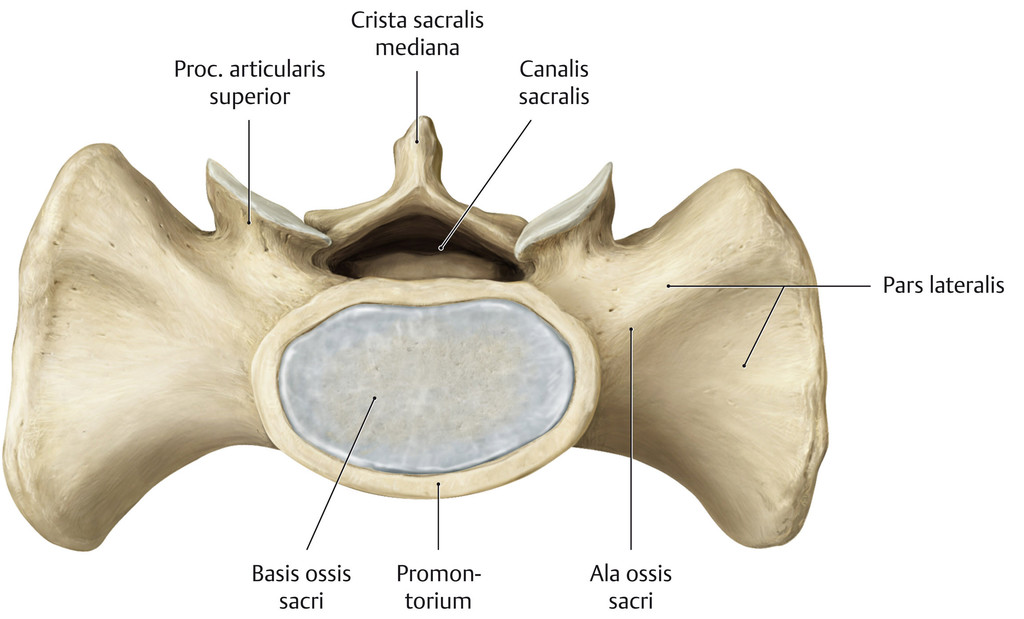 Crista sacralis
mediana
Proc. articularis
superior
Canalis
sacralis
Pars lateralis
Basis ossis
sacri
Promon-
torium
Ala ossis
sacri